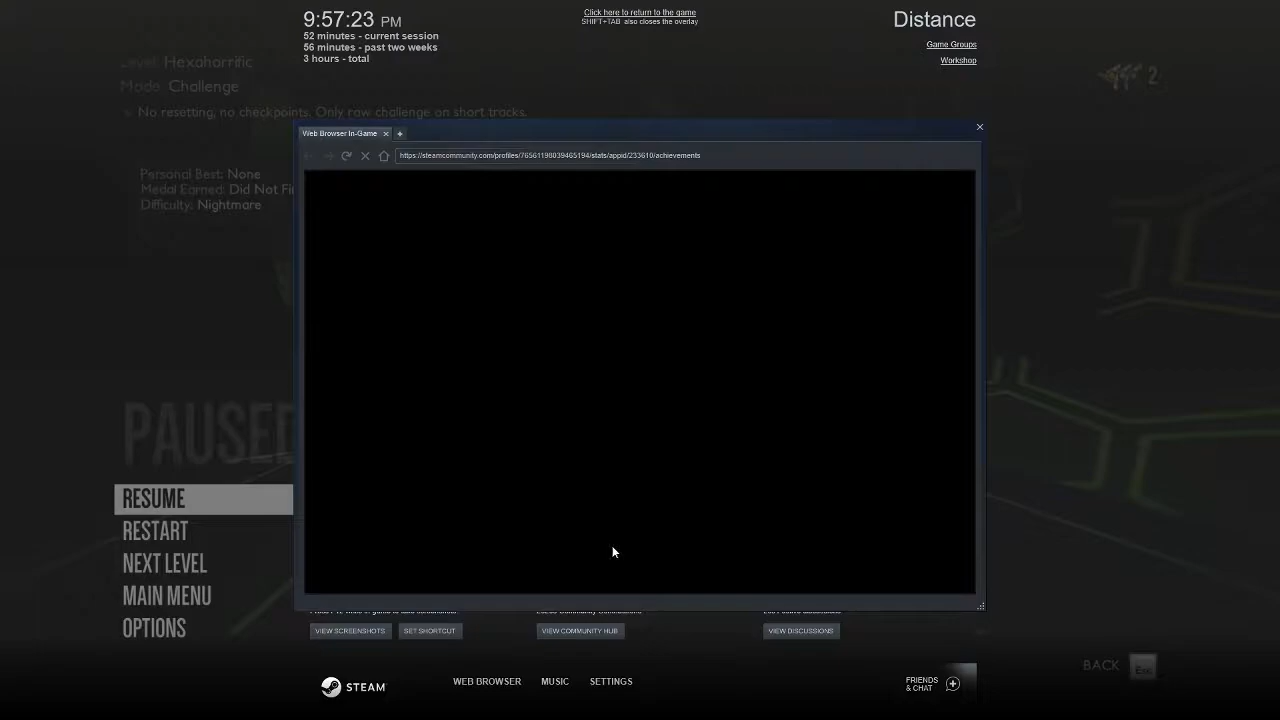 9:57:23 PM
52 minutes - current session
56 minutes - past two weeks
3 hours - total
Click here to return to the game
SHIFT+TAB also closes the overlay
Distance
Game Groups
Workshop
Level: Hexahorrific
Mode: Challenge
No resetting, no checkpoints. Only raw challenge on short tracks.
2
Web Browser In-Game
https://steamcommunity.com/profiles/76561198039465194/stats/appid/233610/achievements
Personal Best: None
Medal Earned: Did Not Fi
Difficulty: Nightmare
PAUSED
RESUME
RESTART
NEXT LEVEL
MAIN MENU
OPTIONS
VIEW SCREENSHOTS
SET SHORTCUT
VIEW COMMUNITY HUB
VIEW DISCUSSIONS
BACK
Esc
STEAM
WEB BROWSER
MUSIC
SETTINGS
FRIENDS
& CHAT